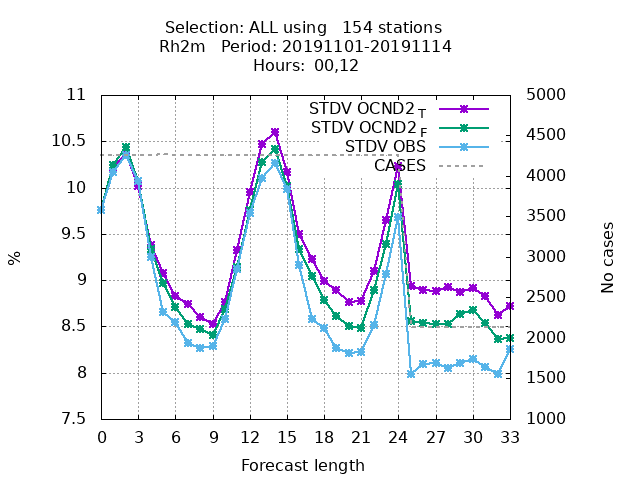 Selection: ALL using   154 stations
Rh2m   Period: 20191101-20191114
Hours:  00,12
STDV OCND2 T
STDV OCND2 F
STDV OBS
CASES
11
10.5
10
9.5
9
8.5
8
7.5
%
5000
4500
4000
3500
3000
2500
2000
1500
1000
No cases
0 3 6 9 12 15 18 21 24 27 30 33
Forecast length